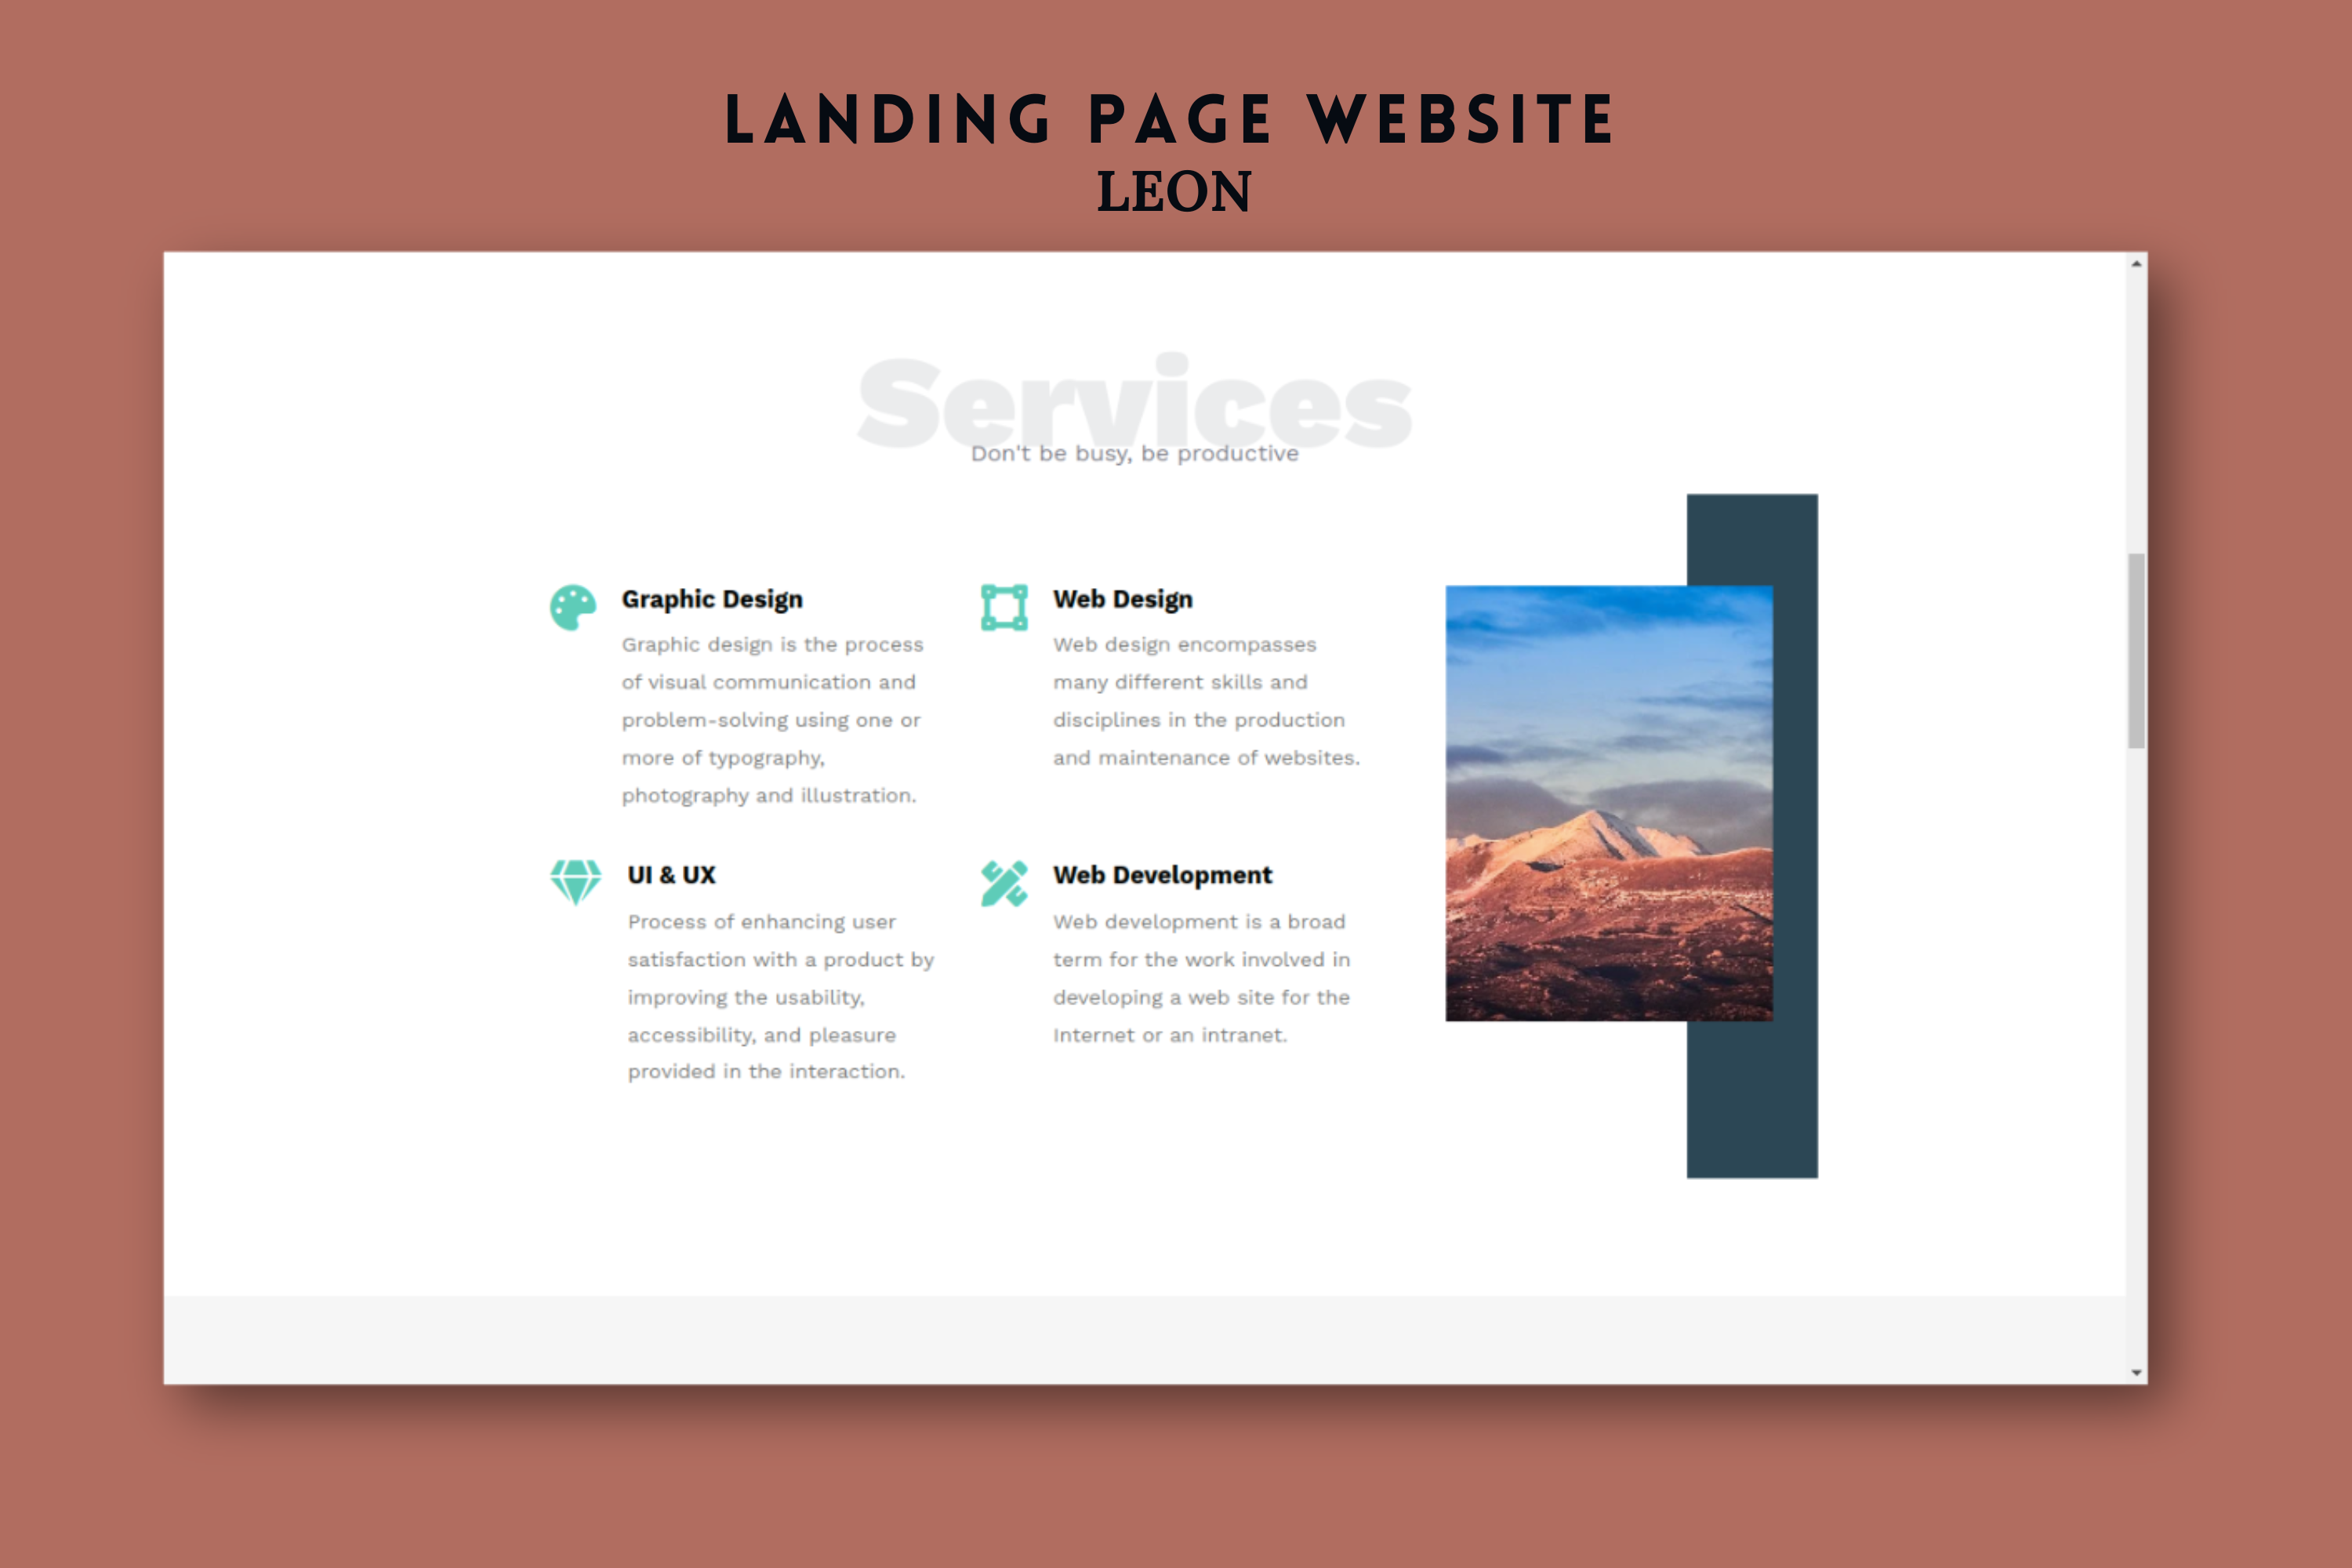 LANDING PAGE WEBSITE
LEON
Services
Don't be busy, be productive
Graphic Design
Graphic design is the process
of visual communication and
problem-solving using one or
more of typography,
photography and illustration.
Web Design
Web design encompasses
many different skills and
disciplines in the production
and maintenance of websites.
UI & UX
Process of enhancing user
satisfaction with a product by
improving the usability,
accessibility, and pleasure
provided in the interaction.
Web Development
Web development is a broad
term for the work involved in
developing a web site for the
Internet or an intranet.